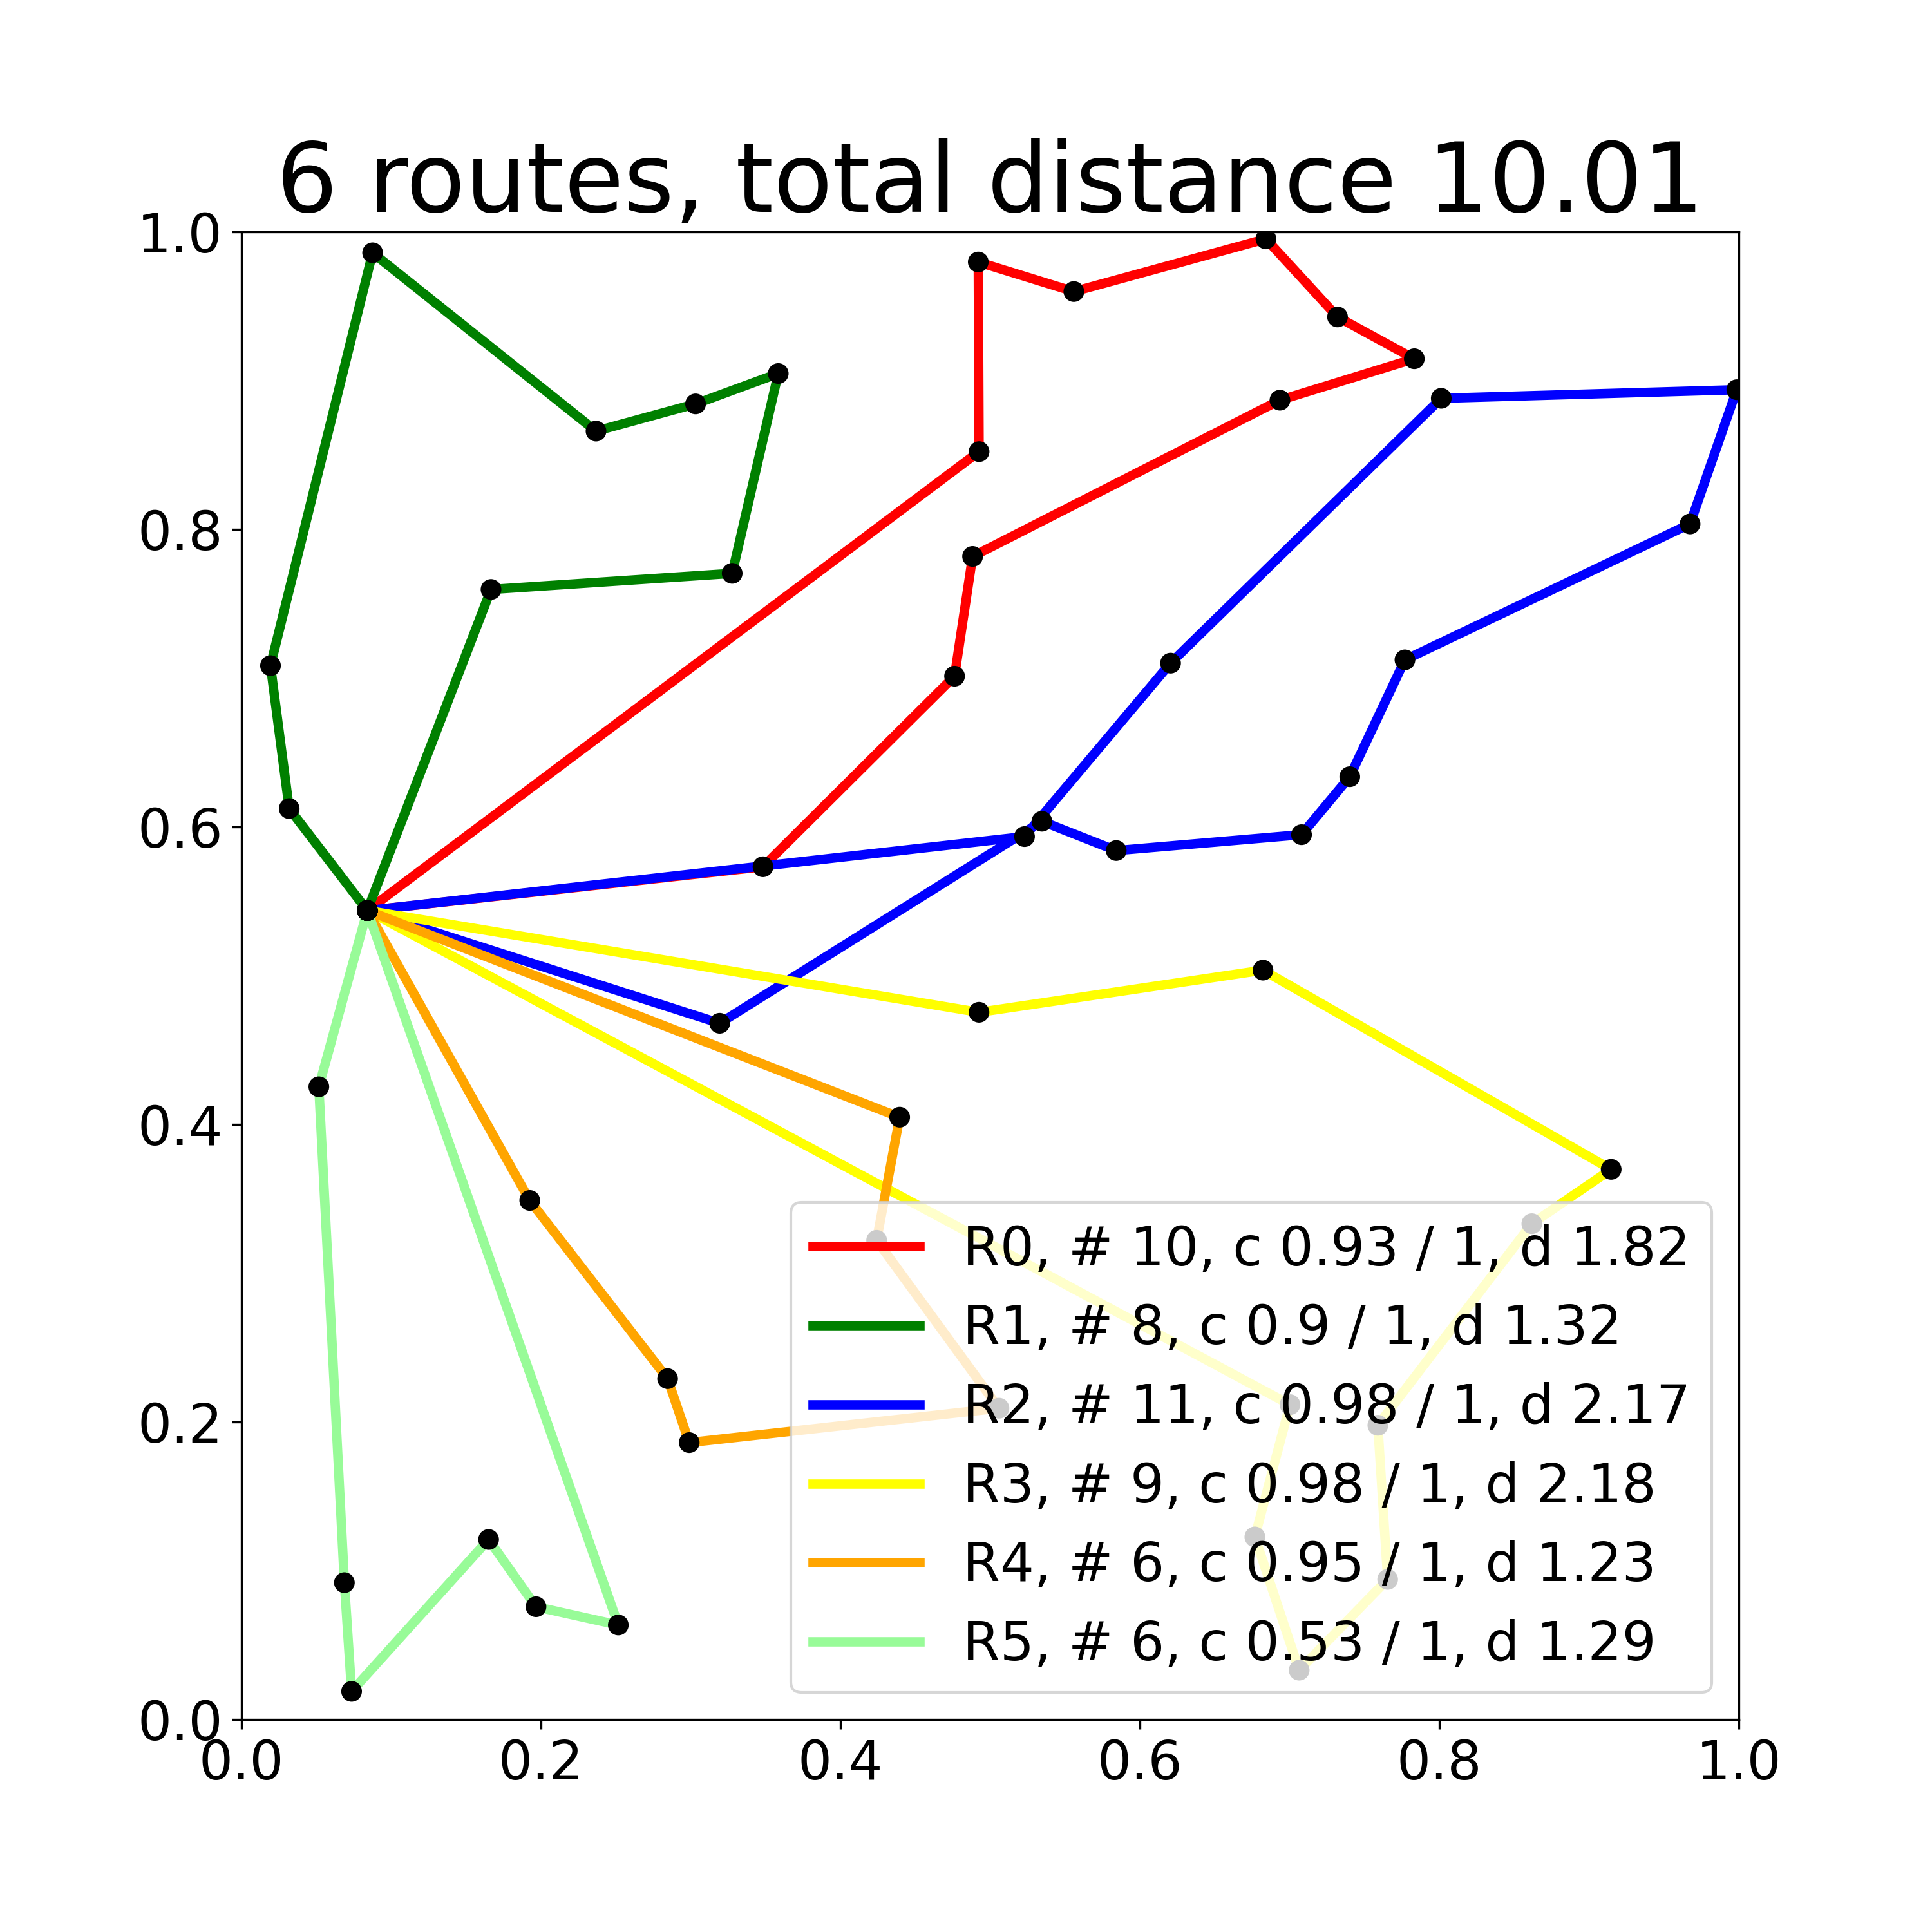 6 routes, total distance 10.01
1.0
0.8
0.6
0.4
0.2
0.0
0.0 0.2 0.4 0.6 0.8 1.0
R0, # 10, c 0.93 / 1, d 1.82
R1, # 8, c 0.9 / 1, d 1.32
R2, # 11, c 0.98 / 1, d 2.17
R3, # 9, c 0.98 / 1, d 2.18
R4, # 6, c 0.95 / 1, d 1.23
R5, # 6, c 0.53 / 1, d 1.29